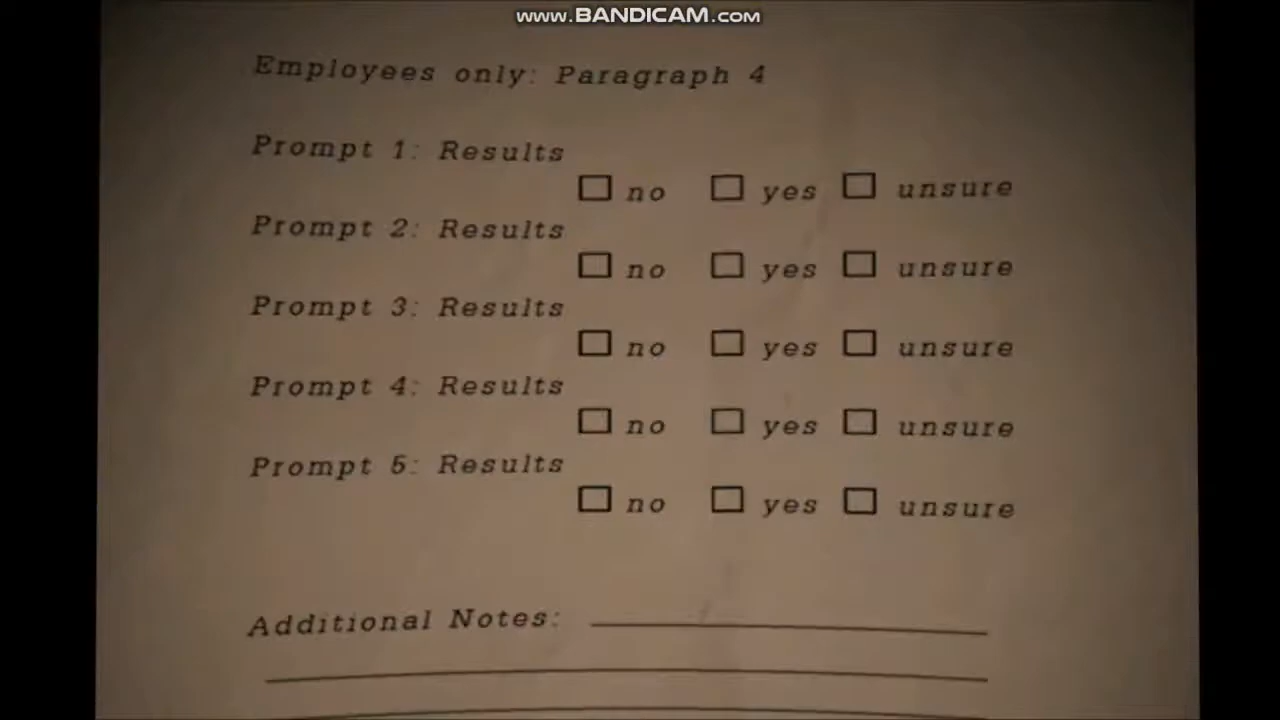 www.BANDICAM.com
Employees only: Paragraph 4
Prompt 1: Results
no yes unsure
Prompt 2: Results
no yes unsure
Prompt 3: Results
no yes unsure
Prompt 4: Results
no yes unsure
Prompt 5: Results
no yes unsure
Additional Notes: